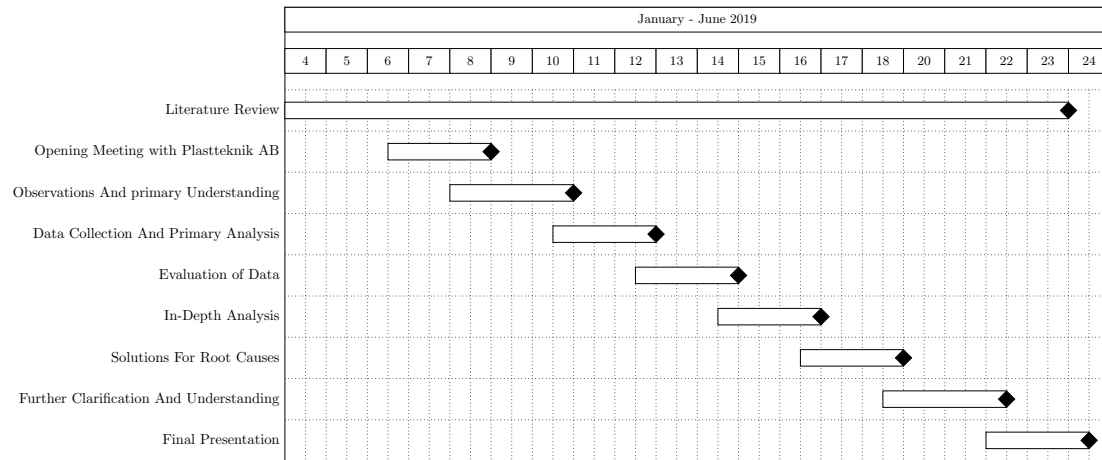 January - June 2019
4 5 6 7 8 9 10 11 12 13 14 15 16 17 18 20 21 22 23 24
Literature Review
Opening Meeting with Plastteknik AB
Observations And primary Understanding
Data Collection And Primary Analysis
Evaluation of Data
In-Depth Analysis
Solutions For Root Causes
Further Clarification And Understanding
Final Presentation